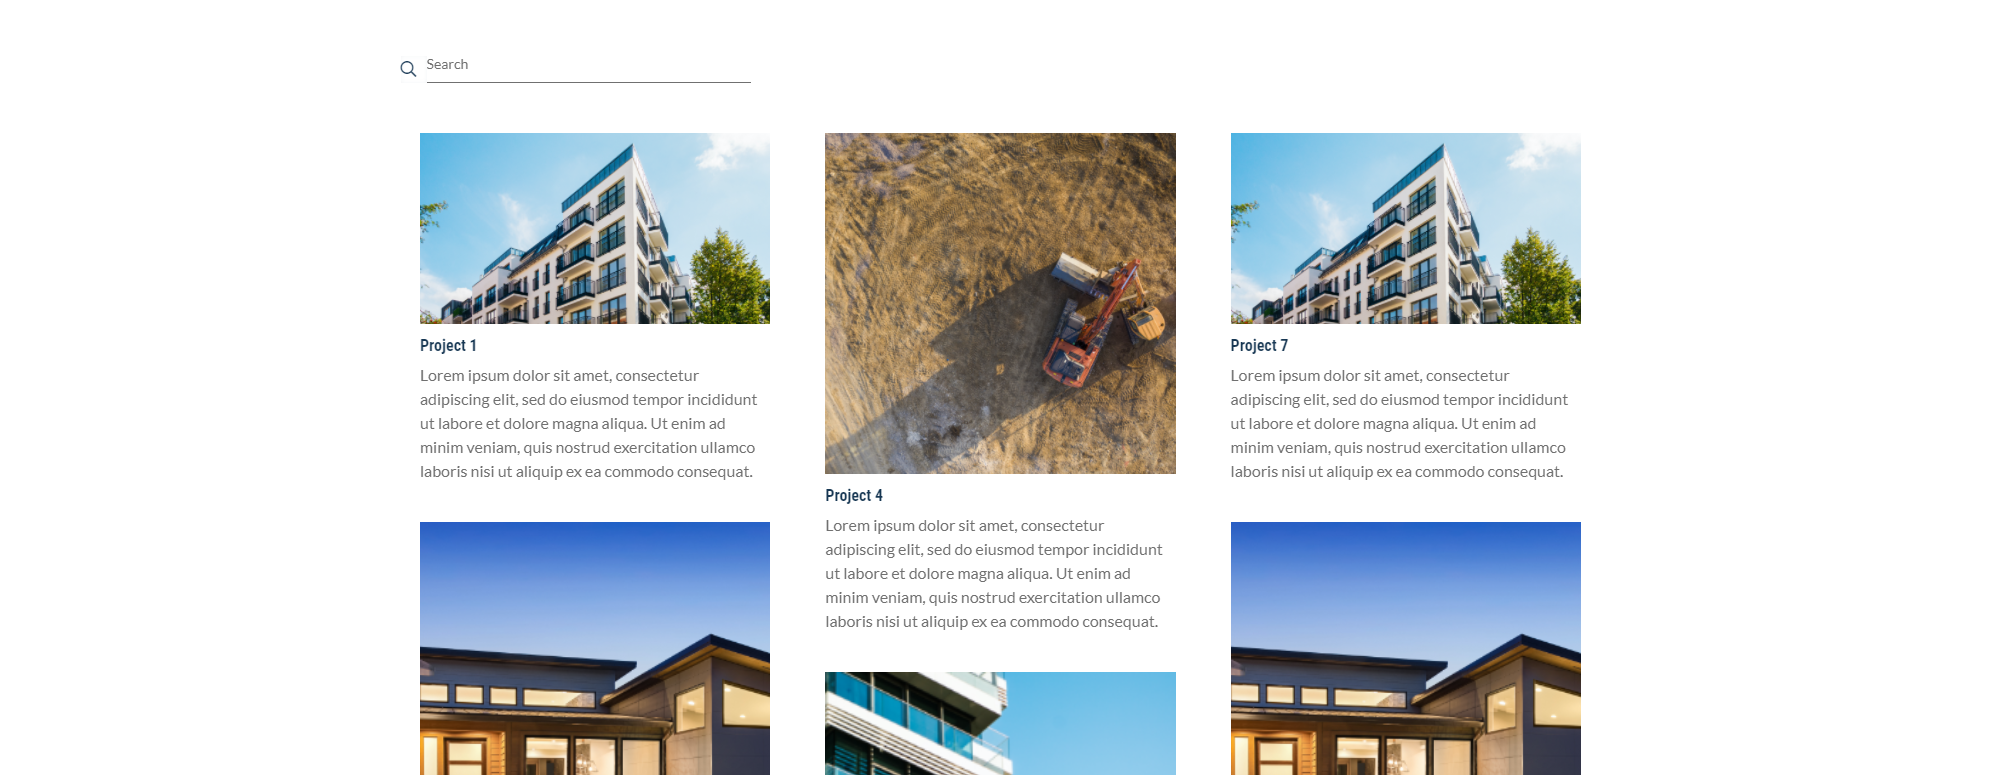 Search
Project 1
Lorem ipsum dolor sit amet, consectetur
adipiscing elit, sed do eiusmod tempor incididunt
ut labore et dolore magna aliqua. Ut enim ad
minim veniam, quis nostrud exercitation ullamco
laboris nisi ut aliquip ex ea commodo consequat.
Project 4
Lorem ipsum dolor sit amet, consectetur
adipiscing elit, sed do eiusmod tempor incididunt
ut labore et dolore magna aliqua. Ut enim ad
minim veniam, quis nostrud exercitation ullamco
laboris nisi ut aliquip ex ea commodo consequat.
Project 7
Lorem ipsum dolor sit amet, consectetur
adipiscing elit, sed do eiusmod tempor incididunt
ut labore et dolore magna aliqua. Ut enim ad
minim veniam, quis nostrud exercitation ullamco
laboris nisi ut aliquip ex ea commodo consequat.